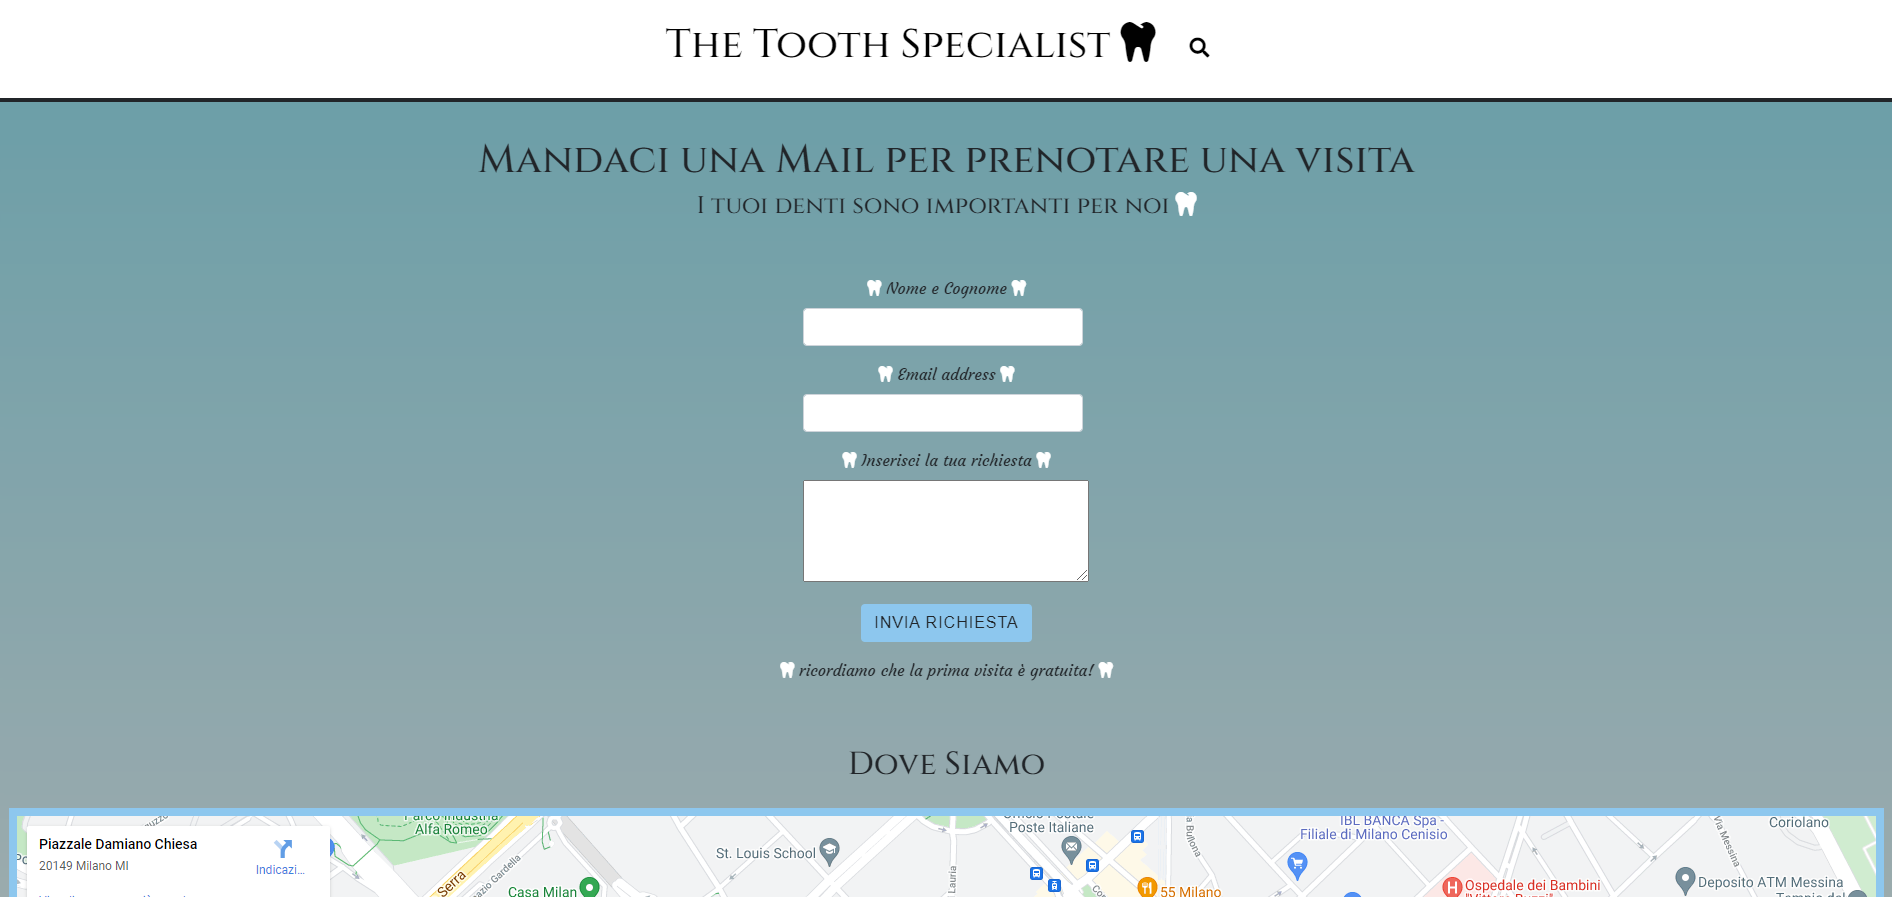 The Tooth Specialist
Mandaci una Mail per prenotare una visita
I tuoi denti sono importanti per noi
Nome e Cognome
Email address
Inserisci la tua richiesta
INVIA RICHIESTA
ricordiamo che la prima visita è gratuita!
Dove Siamo
Piazzale Damiano Chiesa
20149 Milano MI
Indicazi...
Alfa Romeo
Serra
Casa Milan
St. Louis School
Lauria
Poste Italiane
55 Milano
IBL BANCA Spa -
Filiale di Milano Cenisio
Ospedale dei Bambini
Via Messina
Coriolano
Deposito ATM Messina